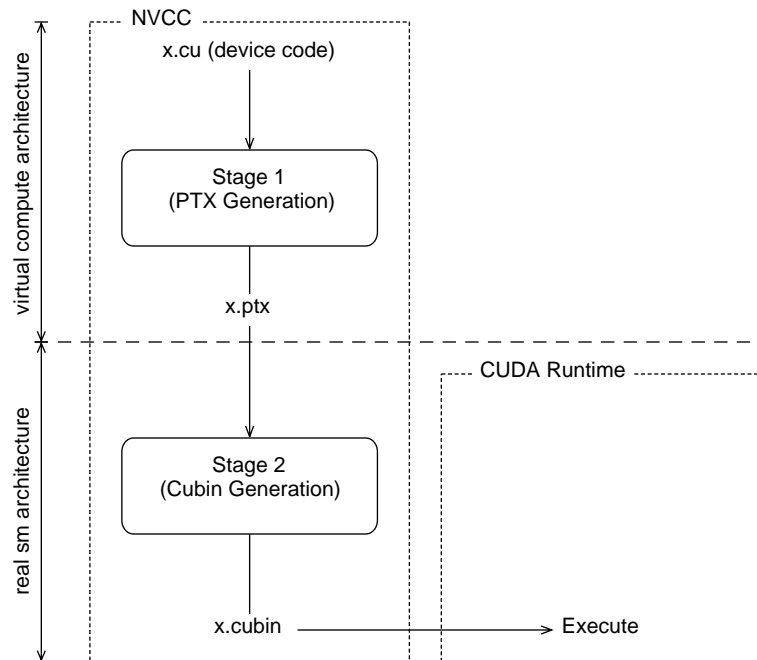 NVCC
x.cu (device code)
virtual compute architecture
Stage 1
(PTX Generation)
x.ptx
CUDA Runtime
real sm architecture
Stage 2
(Cubin Generation)
x.cubin
Execute